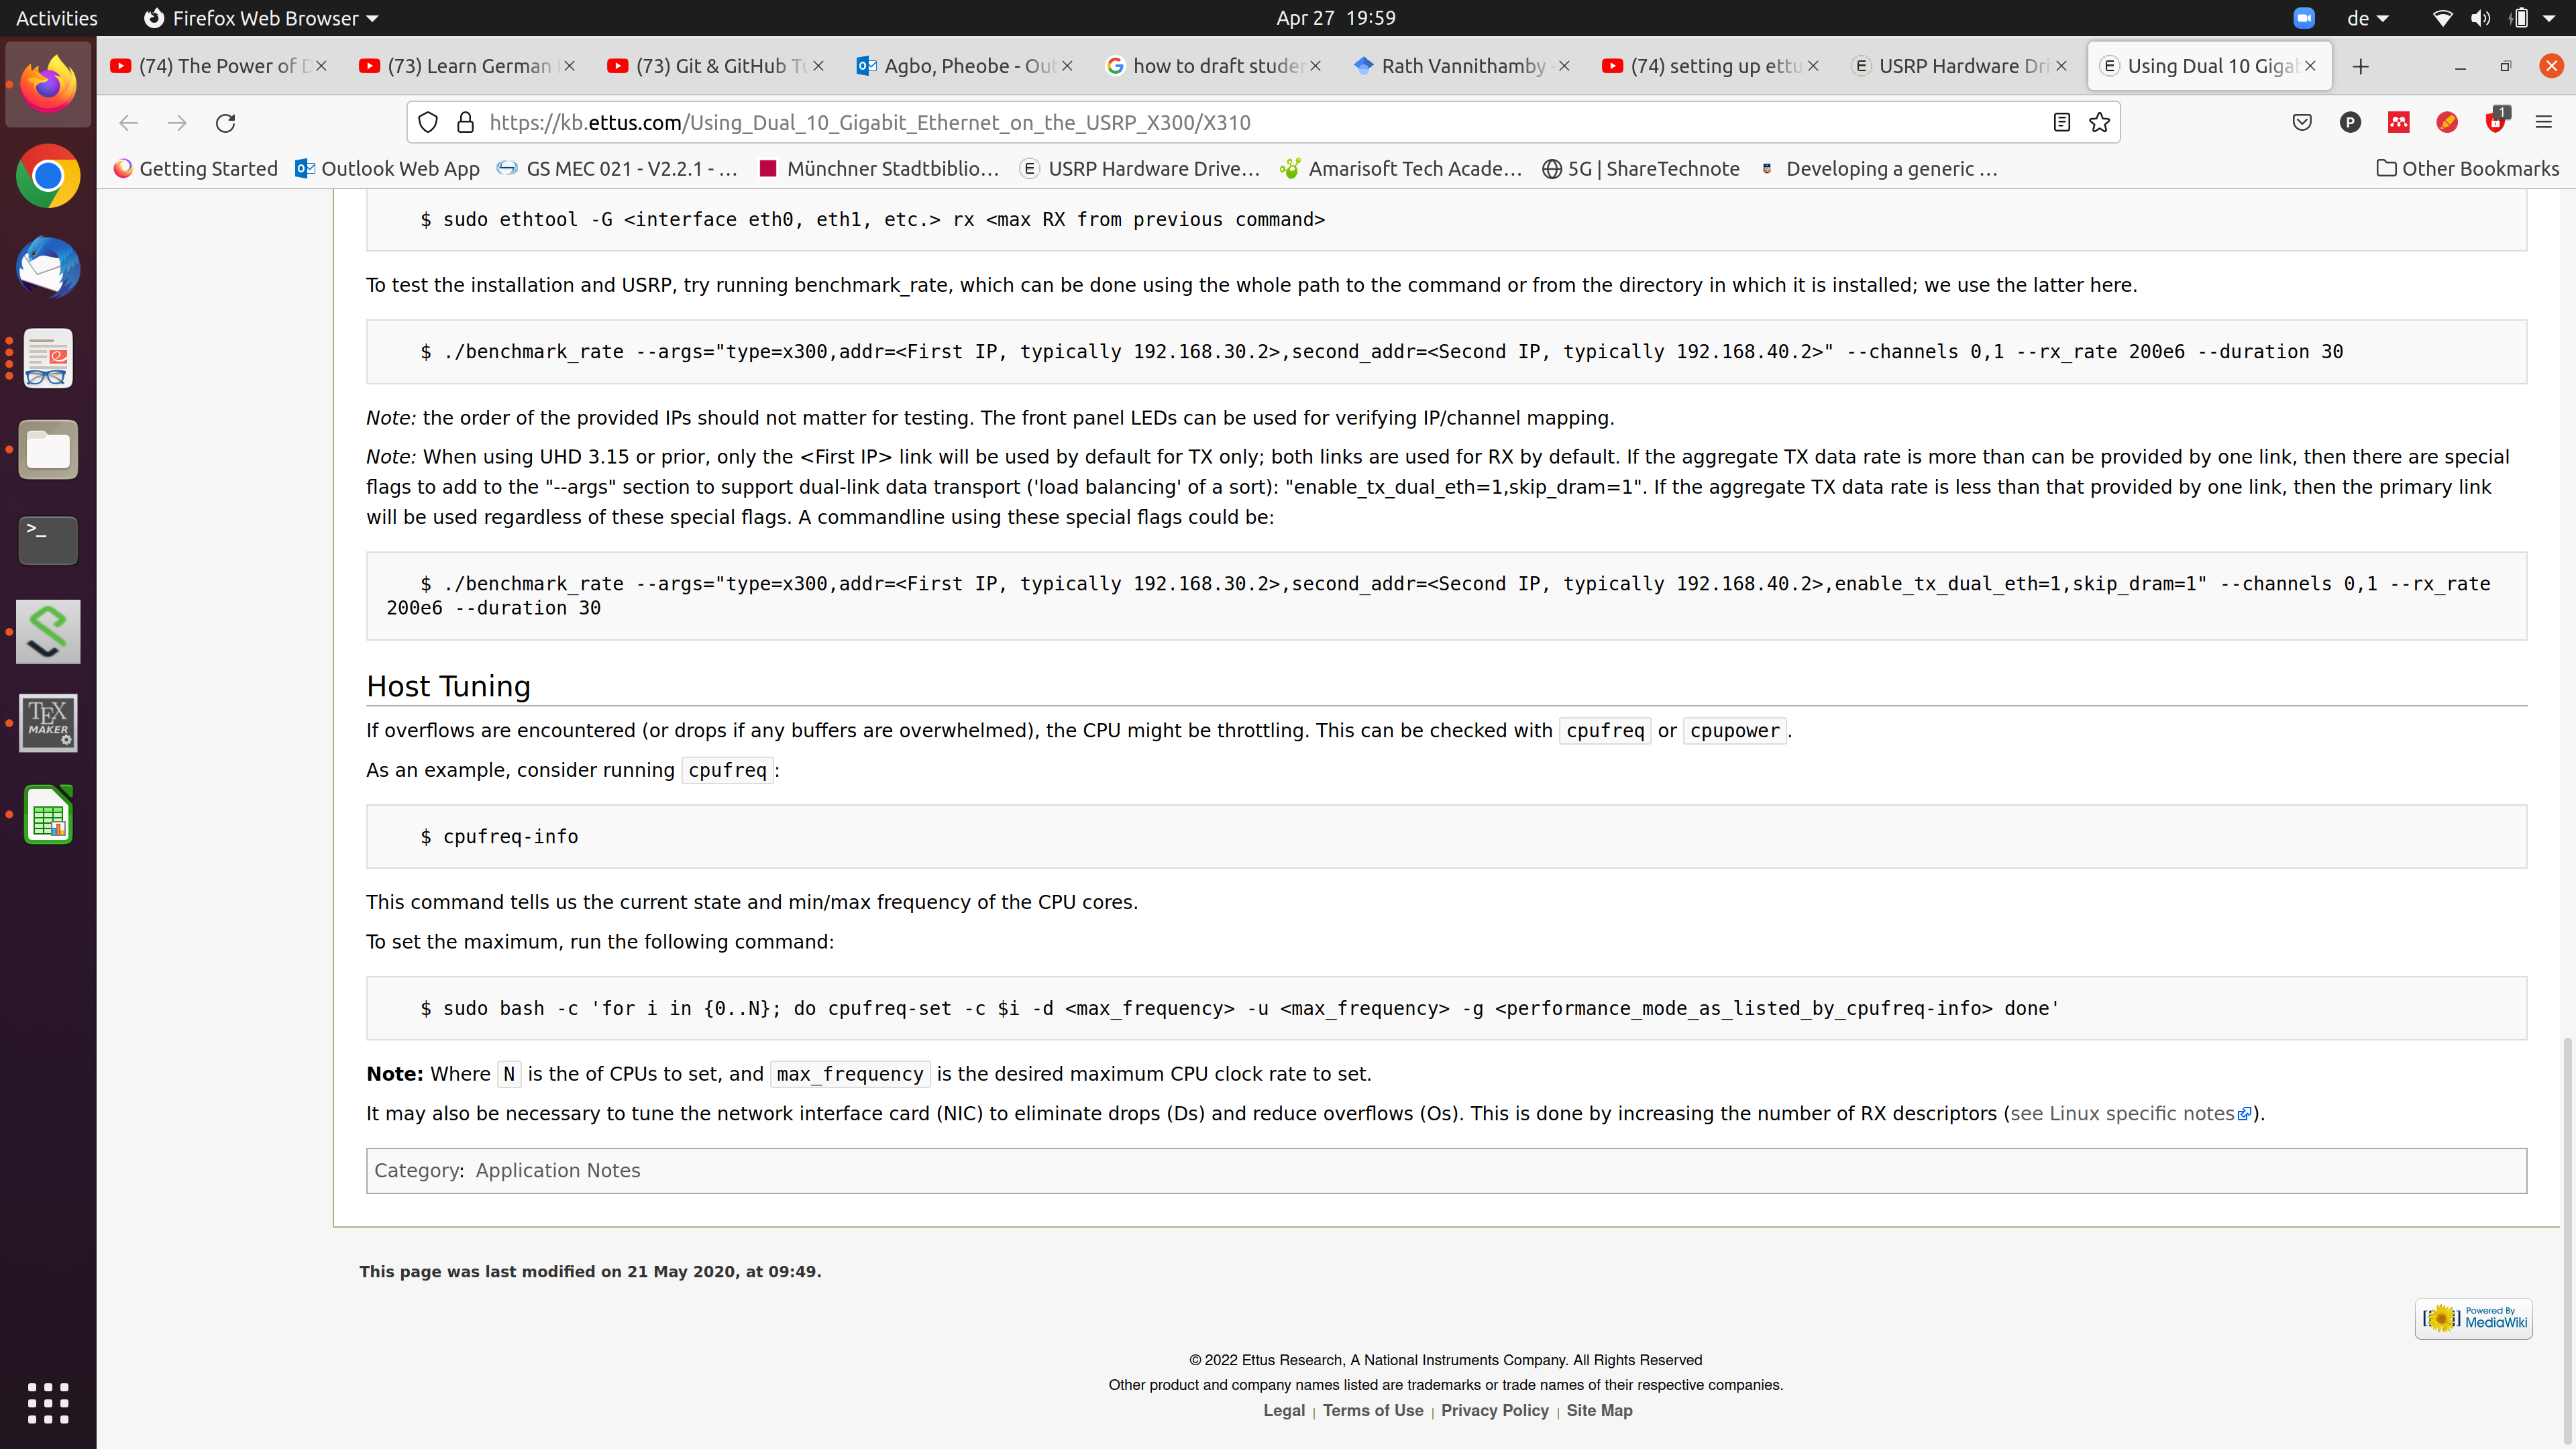 Activities
Firefox Web Browser
Apr 27 19:59
de
(74) The Power of D
(73) Learn German
(73) Git & GitHub Tu
Agbo, Pheobe - Out
how to draft studen
Rath Vannithamby -
(74) setting up ettu
USRP Hardware Dri
Using Dual 10 Gigab
https://kb.ettus.com/Using_Dual_10_Gigabit_Ethernet_on_the_USRP_X300/X310
P
1
Getting Started
Outlook Web App
GS MEC 021 - V2.2.1 - …
Münchner Stadtbiblio…
USRP Hardware Drive…
Amarisoft Tech Acade…
5G | ShareTechnote
Developing a generic …
Other Bookmarks
$ sudo ethtool -G <interface eth0, eth1, etc.> rx <max RX from previous command>
To test the installation and USRP, try running benchmark_rate, which can be done using the whole path to the command or from the directory in which it is installed; we use the latter here.
$ ./benchmark_rate --args="type=x300,addr=<First IP, typically 192.168.30.2>,second_addr=<Second IP, typically 192.168.40.2>" --channels 0,1 --rx_rate 200e6 --duration 30
Note: the order of the provided IPs should not matter for testing. The front panel LEDs can be used for verifying IP/channel mapping.
Note: When using UHD 3.15 or prior, only the <First IP> link will be used by default for TX only; both links are used for RX by default. If the aggregate TX data rate is more than can be provided by one link, then there are special
flags to add to the "--args" section to support dual-link data transport ('load balancing' of a sort): "enable_tx_dual_eth=1,skip_dram=1". If the aggregate TX data rate is less than that provided by one link, then the primary link
will be used regardless of these special flags. A commandline using these special flags could be:
$ ./benchmark_rate --args="type=x300,addr=<First IP, typically 192.168.30.2>,second_addr=<Second IP, typically 192.168.40.2>,enable_tx_dual_eth=1,skip_dram=1" --channels 0,1 --rx_rate
200e6 --duration 30
Host Tuning
If overflows are encountered (or drops if any buffers are overwhelmed), the CPU might be throttling. This can be checked with cpufreq or cpupower.
As an example, consider running cpufreq:
$ cpufreq-info
This command tells us the current state and min/max frequency of the CPU cores.
To set the maximum, run the following command:
$ sudo bash -c 'for i in {0..N}; do cpufreq-set -c $i -d <max_frequency> -u <max_frequency> -g <performance_mode_as_listed_by_cpufreq-info> done'
Note: Where N is the of CPUs to set, and max_frequency is the desired maximum CPU clock rate to set.
It may also be necessary to tune the network interface card (NIC) to eliminate drops (Ds) and reduce overflows (Os). This is done by increasing the number of RX descriptors (see Linux specific notes).
Category: Application Notes
This page was last modified on 21 May 2020, at 09:49.
Powered By
MediaWiki
© 2022 Ettus Research, A National Instruments Company. All Rights Reserved
Other product and company names listed are trademarks or trade names of their respective companies.
Legal | Terms of Use | Privacy Policy | Site Map
>_
TEX
MAKER